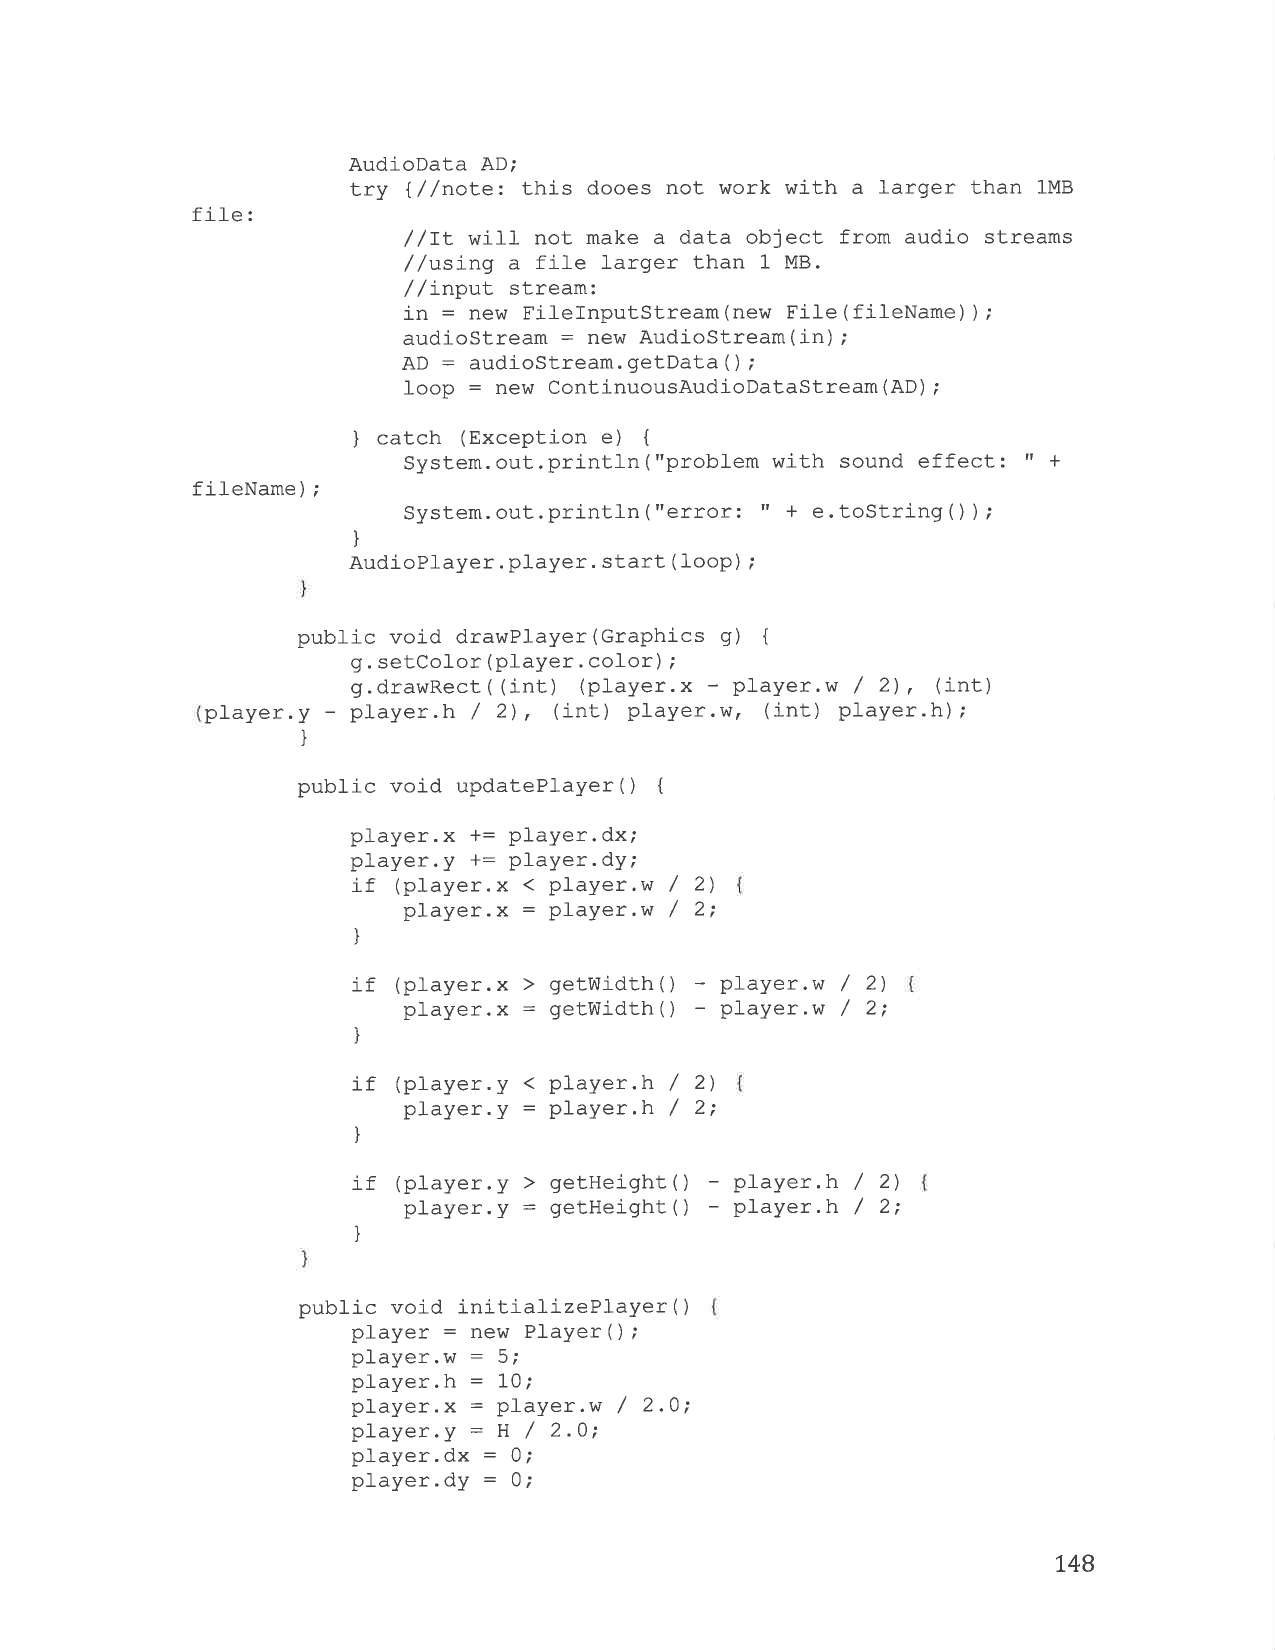 AudioData AD;
try {//note: this dooes not work with a larger than 1MB
file:
//It will not make a data object from audio streams
//using a file larger than 1 MB.
//input stream:
in = new FileInputStream(new File(fileName));
audioStream = new AudioStream(in);
AD = audioStream.getData();
loop = new ContinuousAudioDataStream(AD);
} catch (Exception e) {
System.out.println("problem with sound effect: " +
fileName);
System.out.println("error: " + e.toString());
}
AudioPlayer.player.start(loop);
}
public void drawPlayer(Graphics g) {
g.setColor(player.color);
g.drawRect((int) (player.x - player.w / 2), (int)
(player.y - player.h / 2), (int) player.w, (int) player.h);
}
public void updatePlayer() {
player.x += player.dx;
player.y += player.dy;
if (player.x < player.w / 2) {
player.x = player.w / 2;
}
if (player.x > getWidth() - player.w / 2) {
player.x = getWidth() - player.w / 2;
}
if (player.y < player.h / 2) {
player.y = player.h / 2;
}
if (player.y > getHeight() - player.h / 2) {
player.y = getHeight() - player.h / 2;
}
}
public void initializePlayer() {
player = new Player();
player.w = 5;
player.h = 10;
player.x = player.w / 2.0;
player.y = H / 2.0;
player.dx = 0;
player.dy = 0;
148